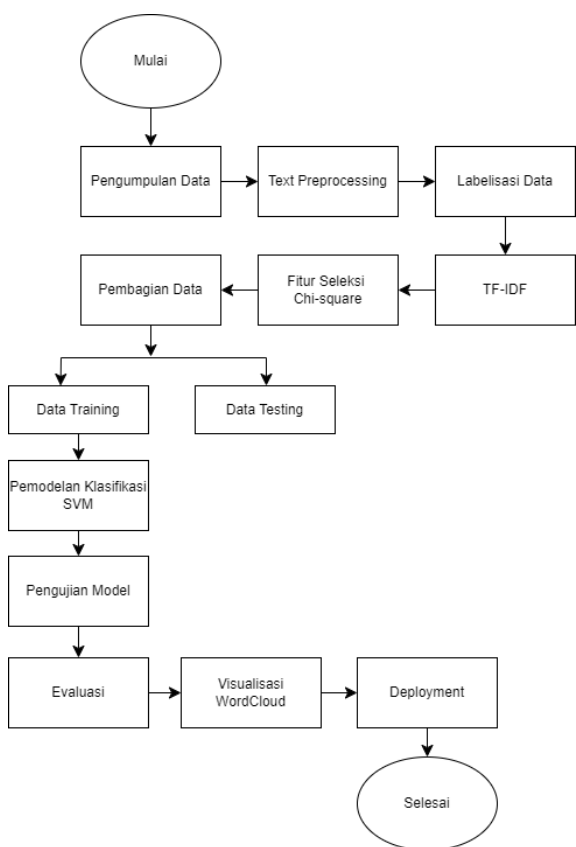 Mulai
Pengumpulan Data
Text Preprocessing
Labelisasi Data
TF-IDF
Fitur Seleksi
Chi-square
Pembagian Data
Data Training
Data Testing
Pemodelan Klasifikasi
SVM
Pengujian Model
Evaluasi
Visualisasi
WordCloud
Deployment
Selesai